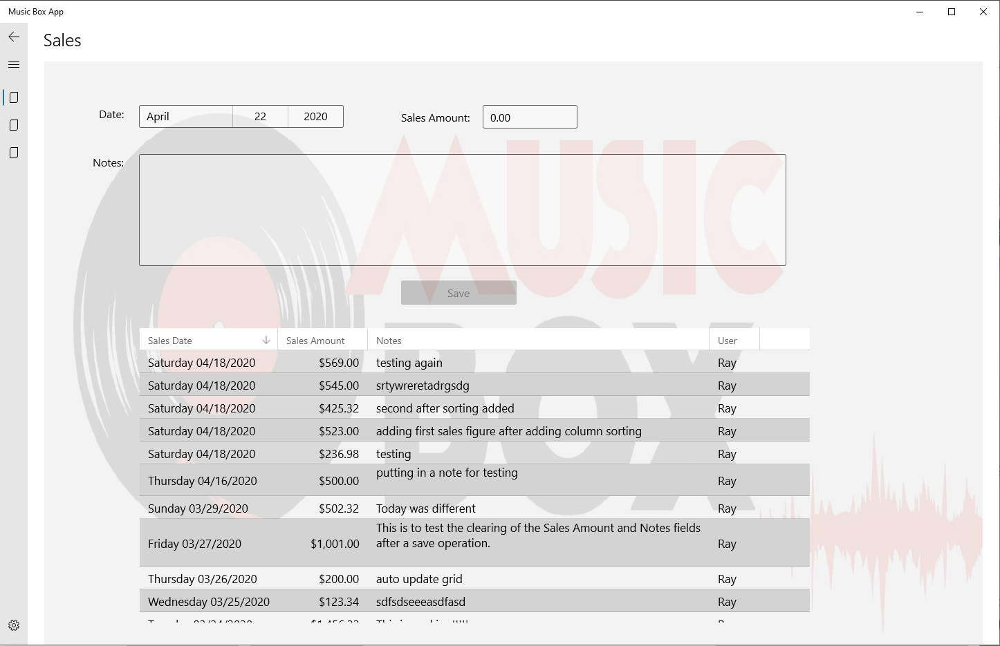 Music Box App
Sales
Date: April 22 2020 Sales Amount: 0.00
Notes:
MUSIC
BOX
Save
Sales Date Sales Amount Notes User
Saturday 04/18/2020 $569.00 testing again Ray
Saturday 04/18/2020 $545.00 srtywreretadrgsdg Ray
Saturday 04/18/2020 $425.32 second after sorting added Ray
Saturday 04/18/2020 $523.00 adding first sales figure after adding column sorting Ray
Saturday 04/18/2020 $236.98 testing Ray
Thursday 04/16/2020 $500.00 putting in a note for testing Ray
Sunday 03/29/2020 $502.32 Today was different Ray
Friday 03/27/2020 $1,001.00 This is to test the clearing of the Sales Amount and Notes fields
after a save operation. Ray
Thursday 03/26/2020 $200.00 auto update grid Ray
Wednesday 03/25/2020 $123.34 sdfsdseeeasdfasd Ray